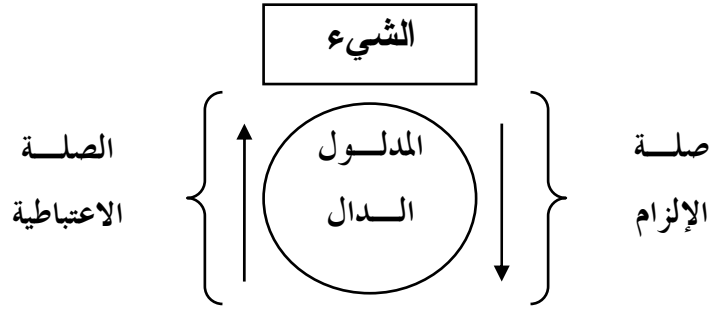 الشيء
صلة
الإلزام
المدلول
الدال
الصلة
الاعتباطية